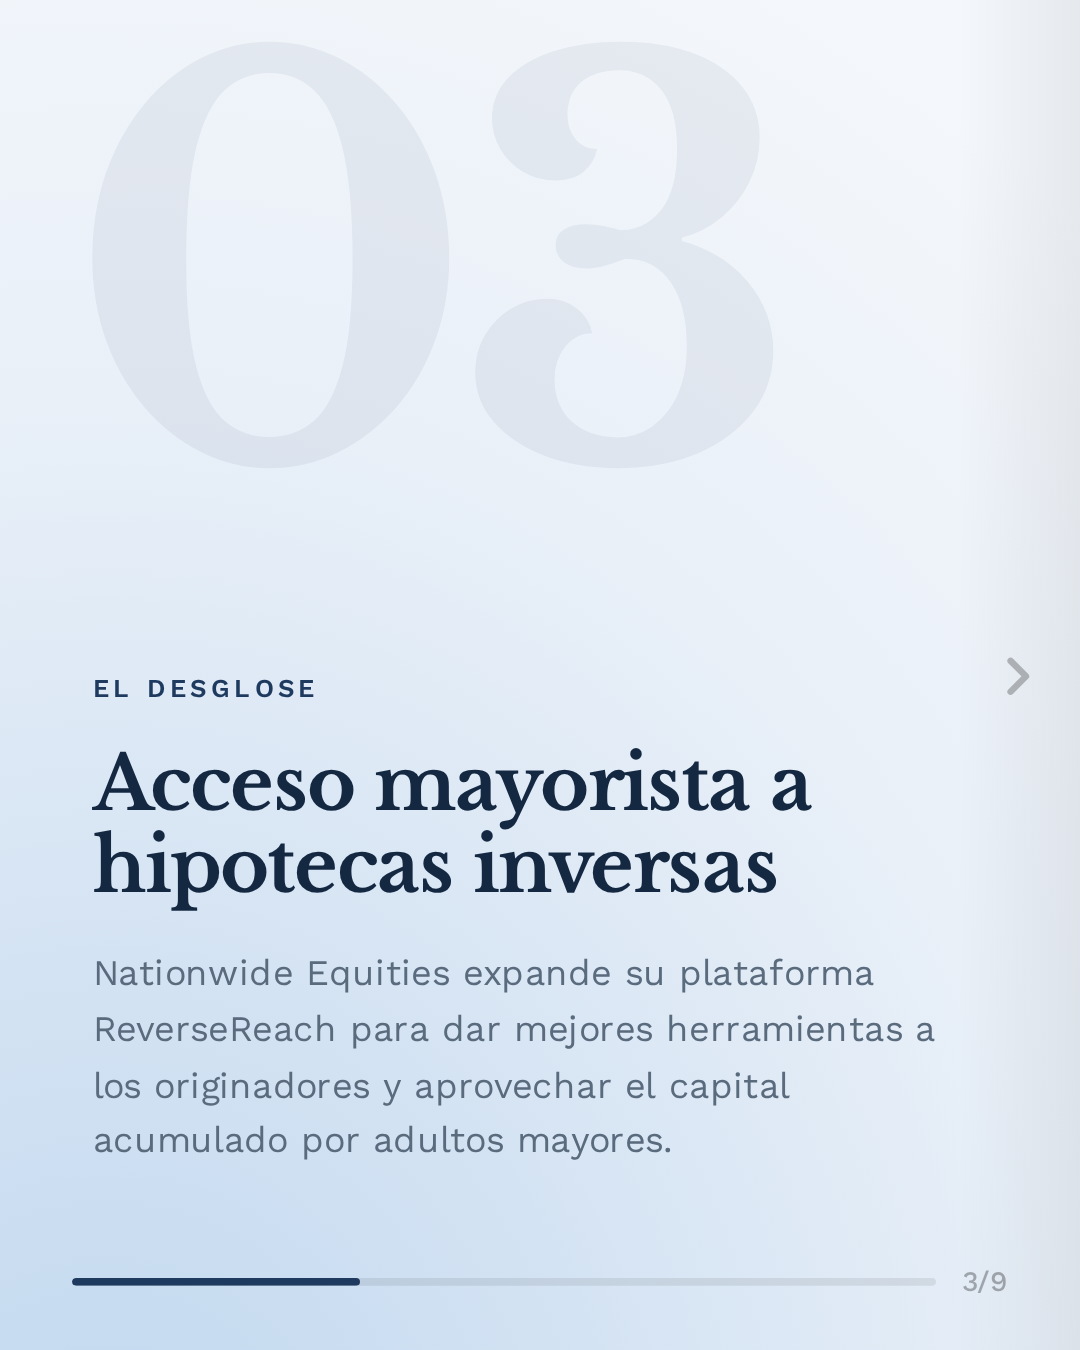 03
EL DESGLOSE
Acceso mayorista a
hipotecas inversas
Nationwide Equities expande su plataforma
ReverseReach para dar mejores herramientas a
los originadores y aprovechar el capital
acumulado por adultos mayores.
3/9